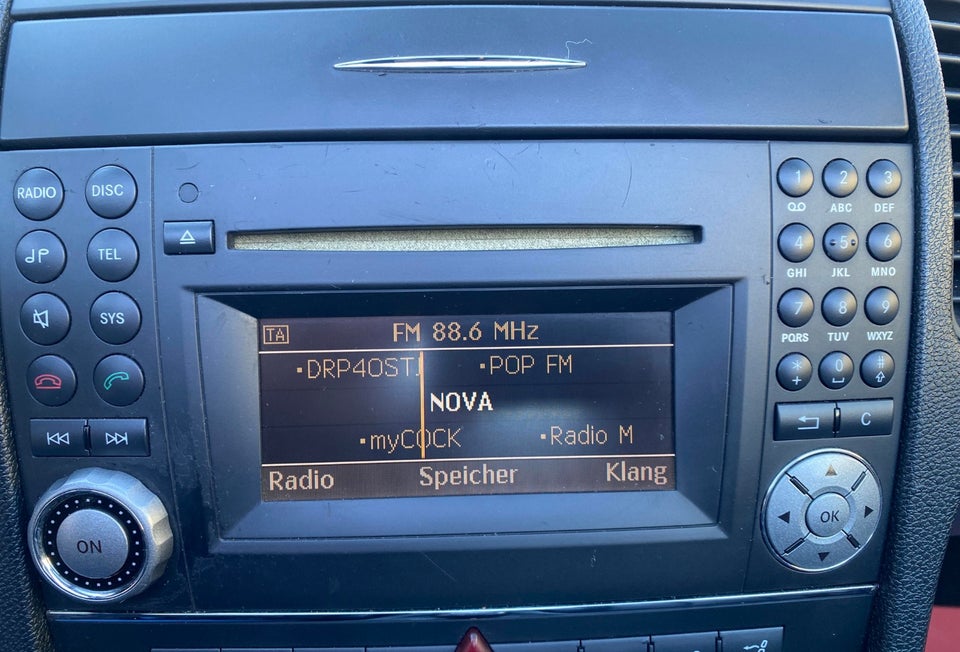 RADIO
DISC
TEL
SYS
ON
TA
FM 88.6 MHz
DRP4OST.
POP FM
NOVA
myCOCK
Radio M
Radio Speicher Klang
1 2 3
ABC DEF
4 5 6
GHI JKL MNO
7 8 9
PQRS TUV WXYZ
* 0 #
+
C
OK